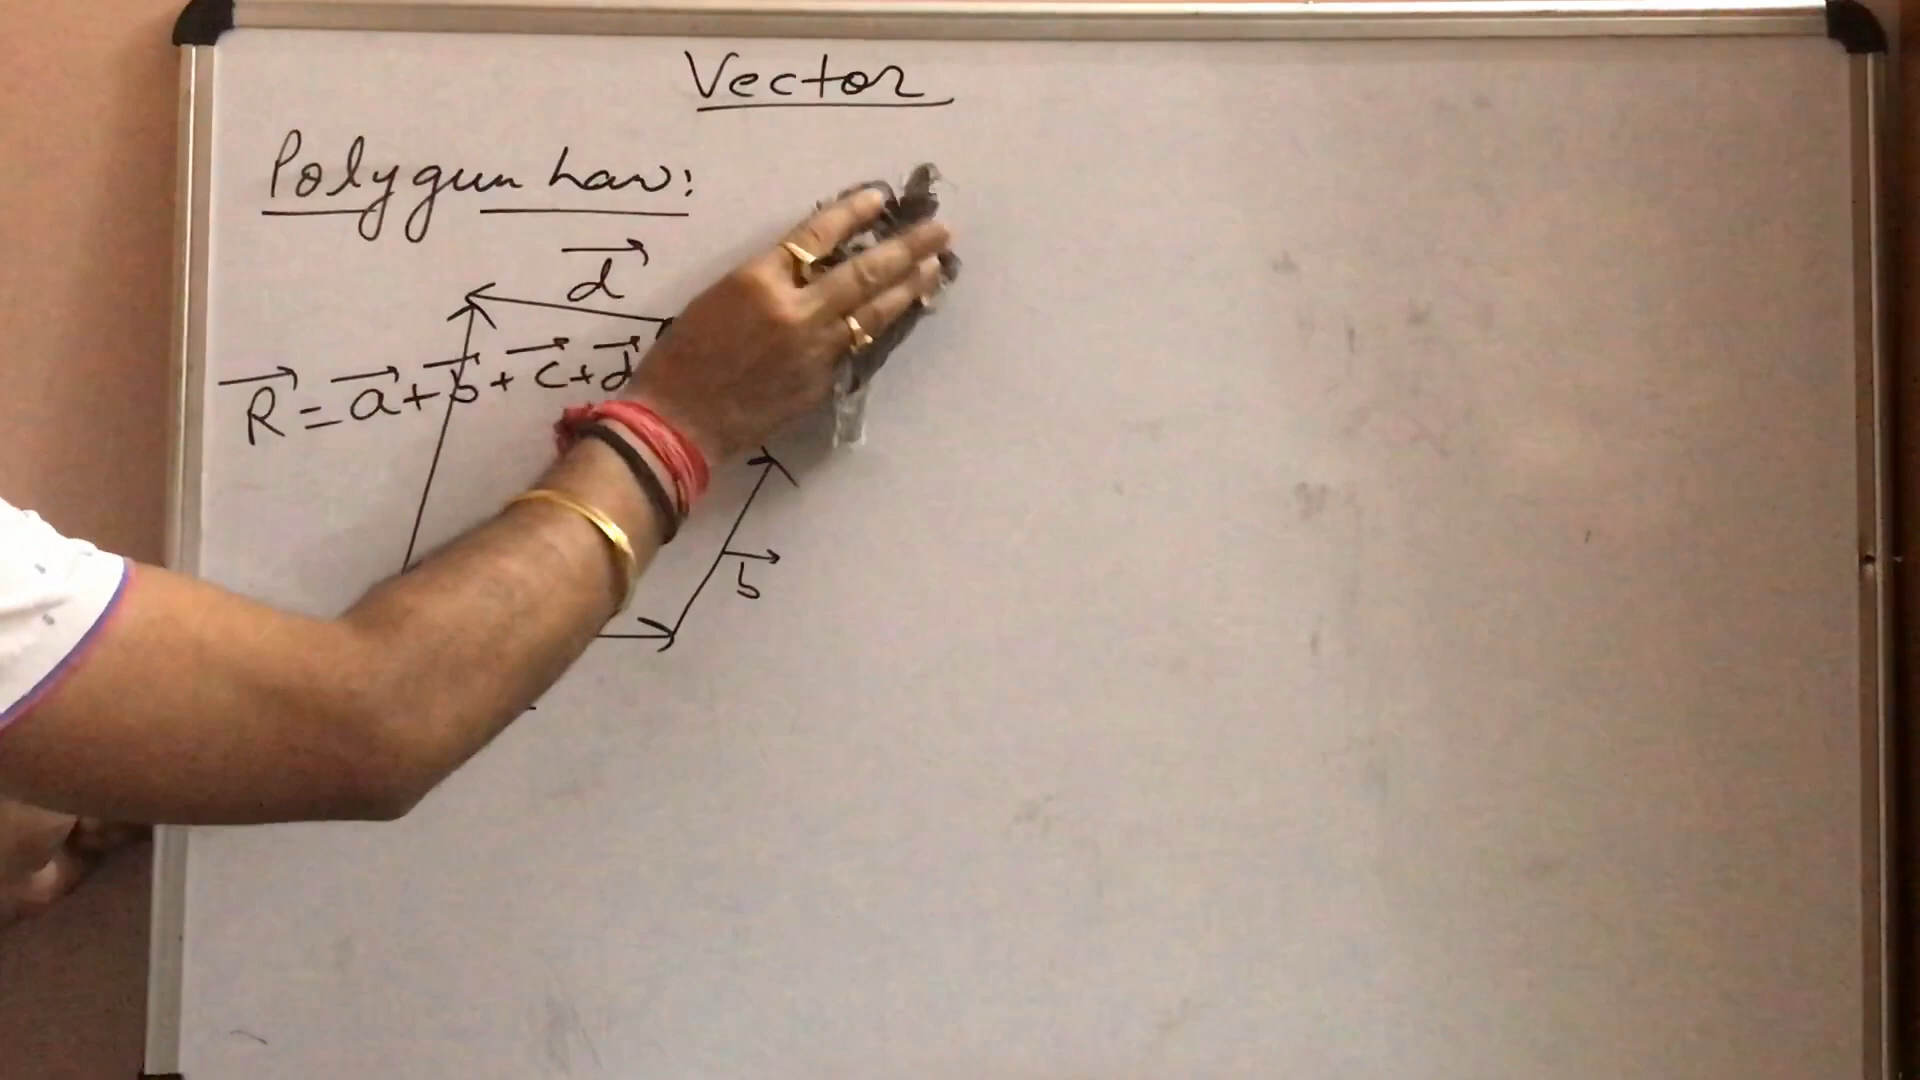 Vector
Polygun Law:
d
R = a + b + c + d
b